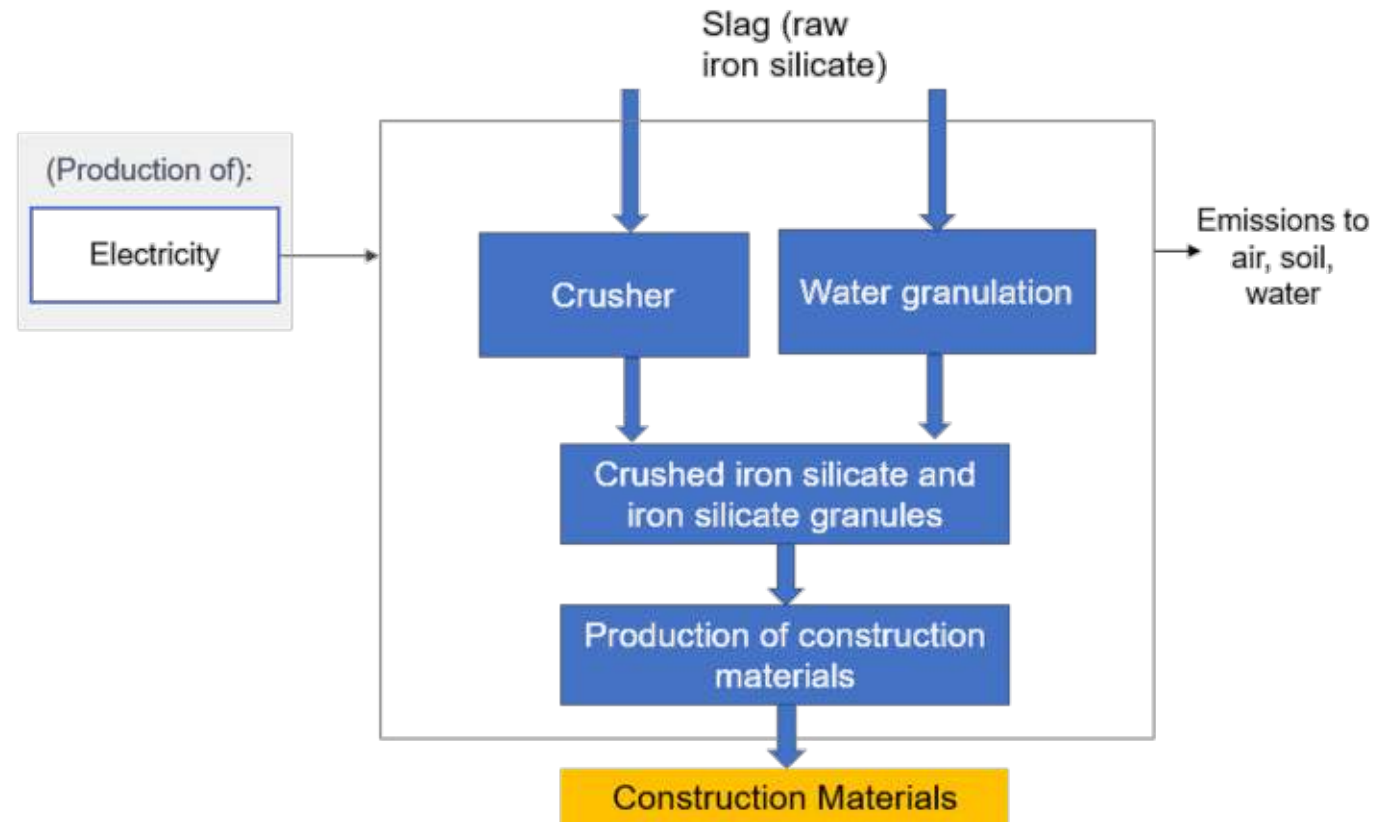 Slag (raw
iron silicate)
(Production of):
Electricity
Emissions to
air, soil,
water
Crusher
Water granulation
Crushed iron silicate and
iron silicate granules
Production of construction
materials
Construction Materials